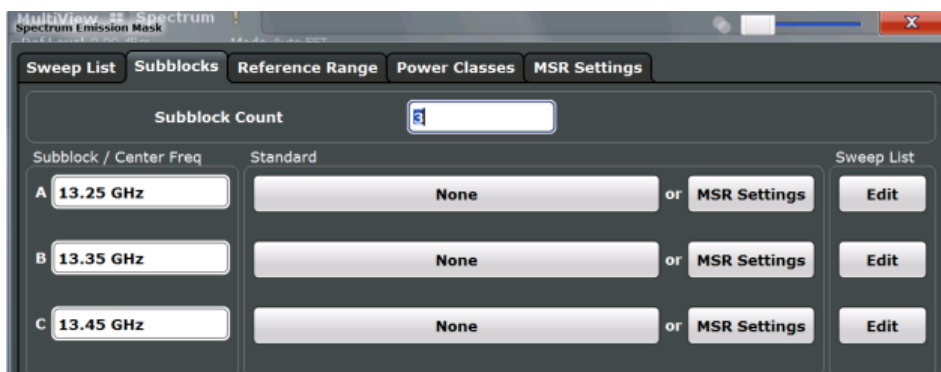 MultiView Spectrum !
Spectrum Emission Mask
X
Sweep List Subblocks Reference Range Power Classes MSR Settings
Subblock Count 3
Subblock / Center Freq Standard Sweep List
A 13.25 GHz None or MSR Settings Edit
B 13.35 GHz None or MSR Settings Edit
C 13.45 GHz None or MSR Settings Edit